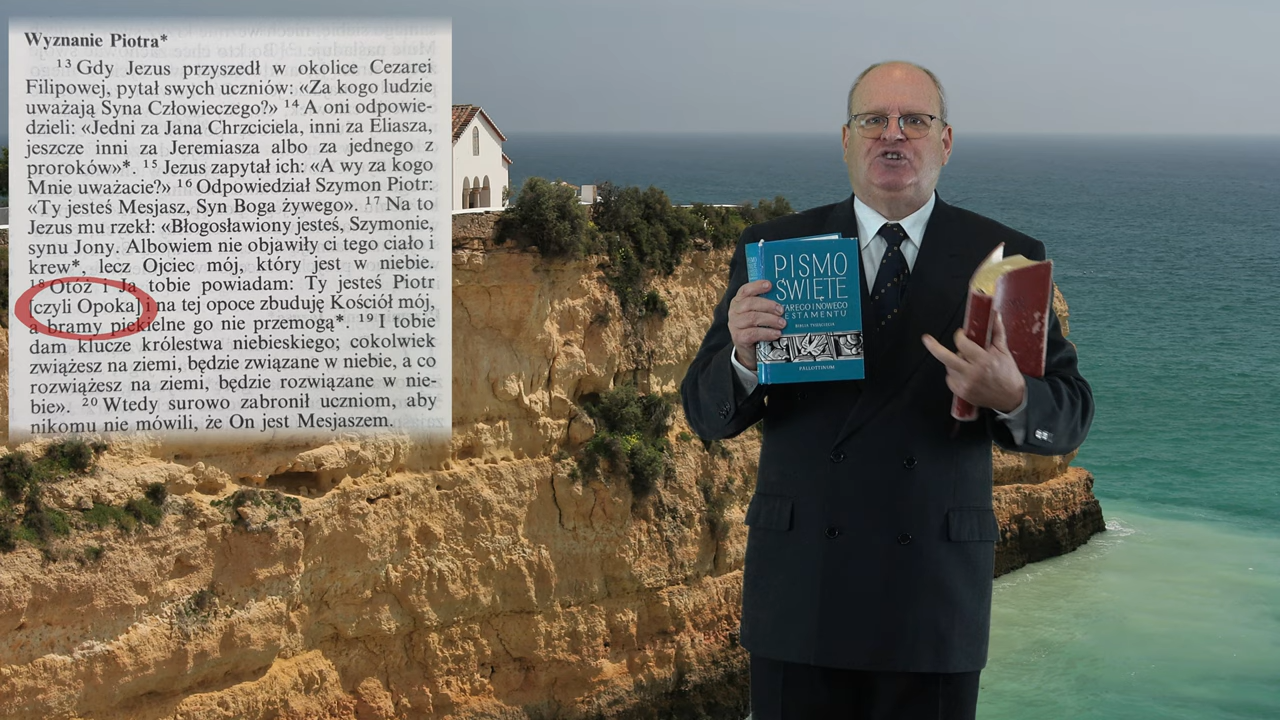 Wyznanie Piotra*
13 Gdy Jezus przyszedł w okolice Cezarei
Filipowej, pytał swych uczniów: «Za kogo ludzie
uważają Syna Człowieczego?» 14 A oni odpowie-
dzieli: «Jedni za Jana Chrzciciela, inni za Eliasza,
jeszcze inni za Jeremiasza albo za jednego z
proroków»*. 15 Jezus zapytał ich: «A wy za kogo
Mnie uważacie?» 16 Odpowiedział Szymon Piotr:
«Ty jesteś Mesjasz, Syn Boga żywego». 17 Na to
Jezus mu rzekł: «Błogosławiony jesteś, Szymonie,
synu Jony. Albowiem nie objawiły ci tego ciało i
krew*, lecz Ojciec mój, który jest w niebie.
18 Otóż i Ja tobie powiadam: Ty jesteś Piotr
[czyli Opoka] i na tej opoce zbuduję Kościół mój,
a bramy piekielne go nie przemogą*. 19 I tobie
dam klucze królestwa niebieskiego; cokolwiek
zwiążesz na ziemi, będzie związane w niebie, a co
rozwiążesz na ziemi, będzie rozwiązane w nie-
bie». 20 Wtedy surowo zabronił uczniom, aby
nikomu nie mówili, że On jest Mesjaszem.
PISMO
ŚWIĘTE
STAREGO I NOWEGO
TESTAMENTU
BIBLIA TYSIĄCLECIA
PALLOTTINUM